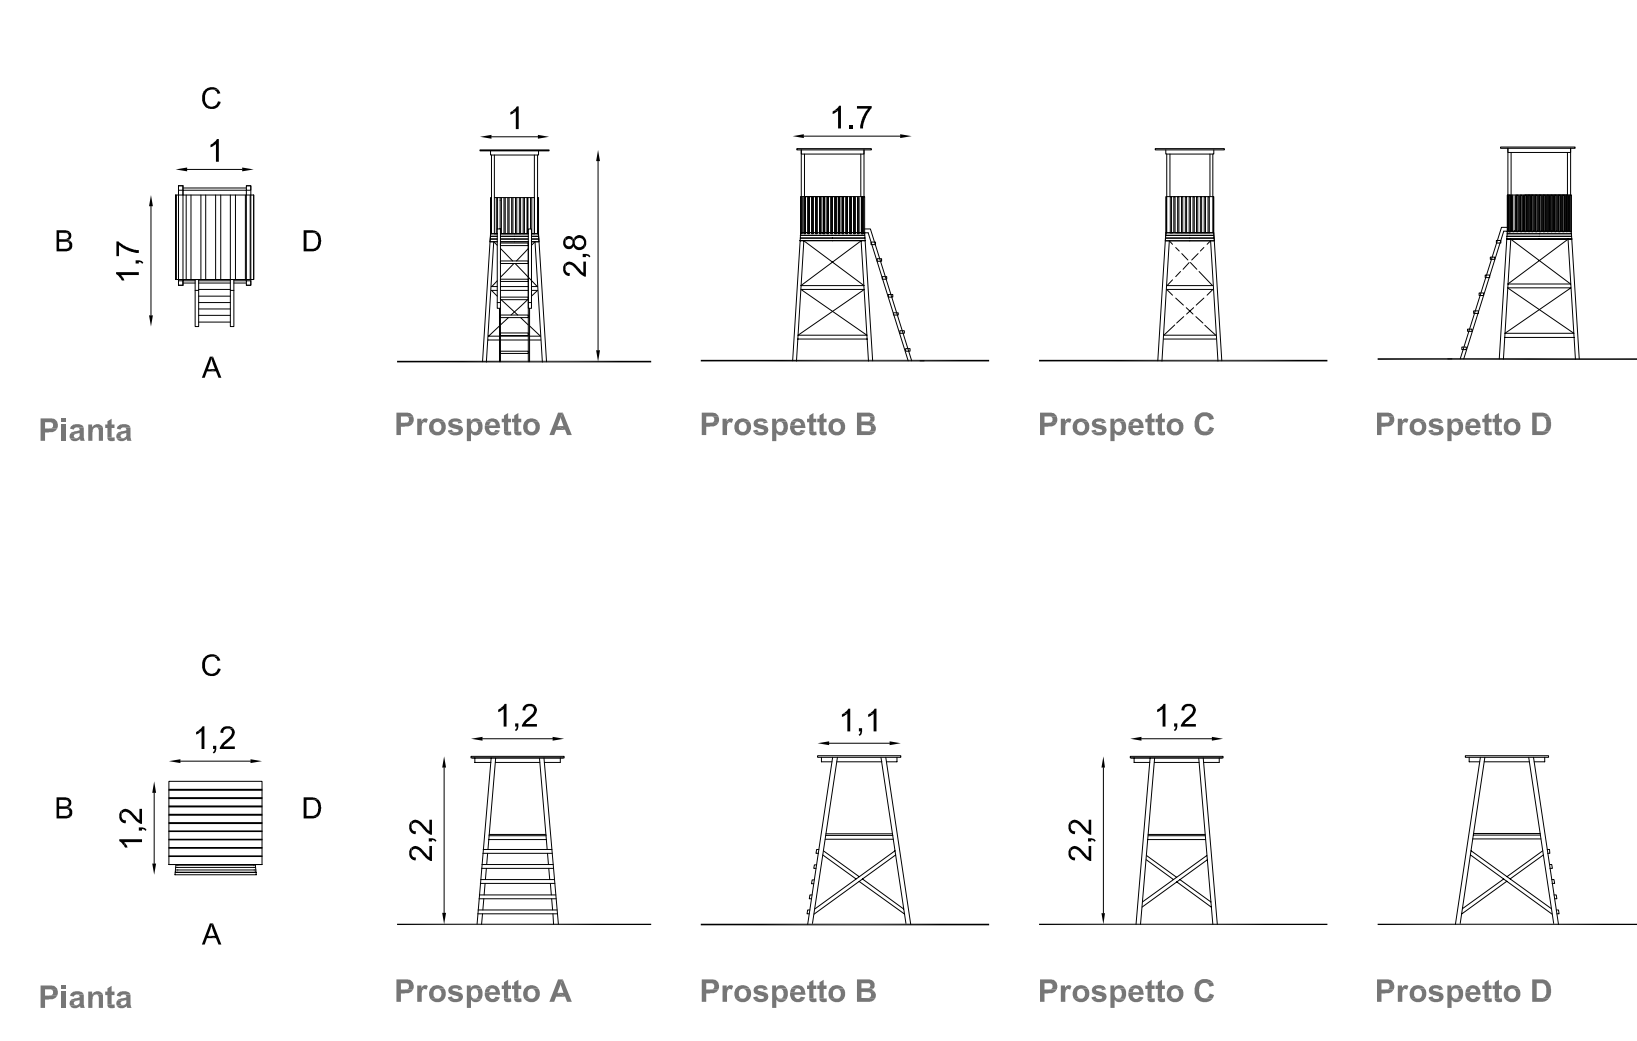 C
1
B
1,7
D
A
Pianta
1
2,8
Prospetto A
1.7
Prospetto B
Prospetto C
Prospetto D
C
1,2
B
1,2
D
A
Pianta
1,2
2,2
Prospetto A
1,1
Prospetto B
1,2
2,2
Prospetto C
Prospetto D